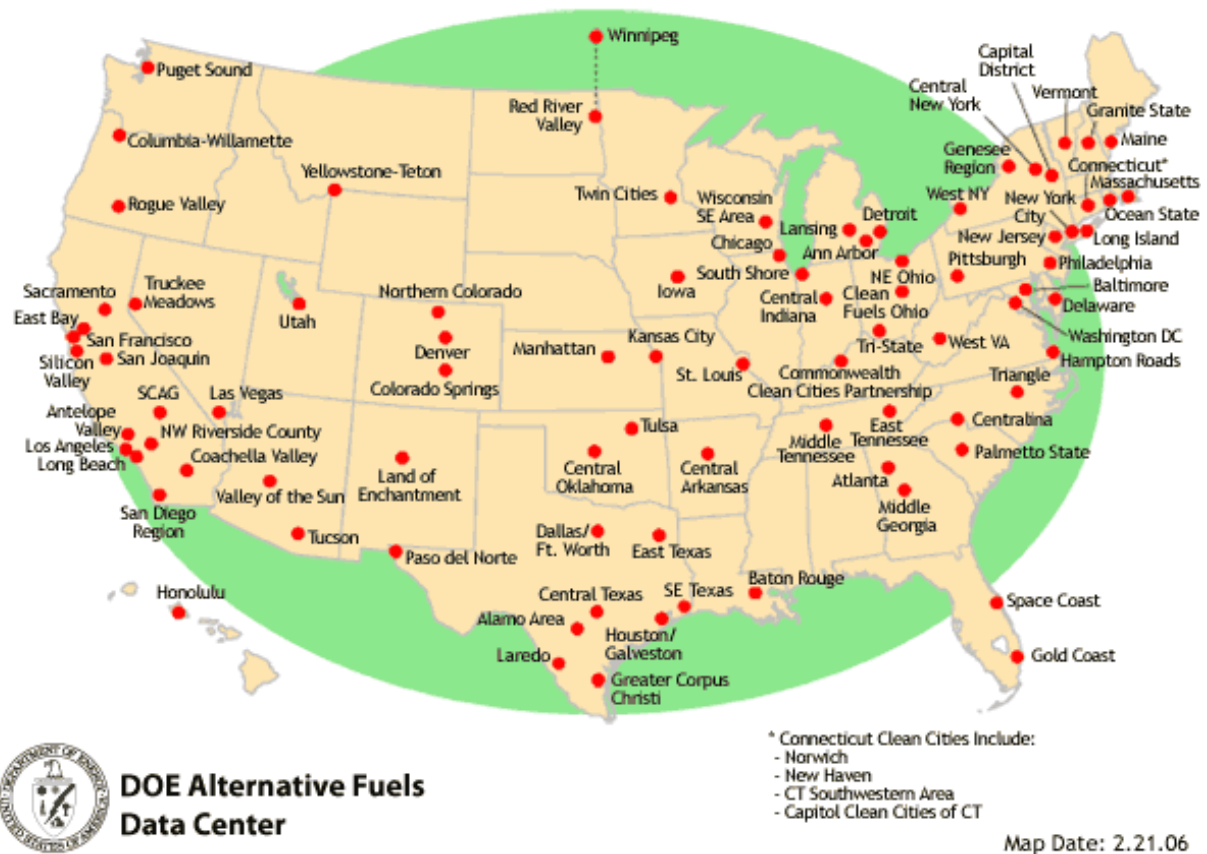 Winnipeg
Puget Sound
Capital
District
Central
New York
Vermont
Granite State
Red River
Valley
Columbia-Willamette
Maine
Genesee
Region
Connecticut*
Yellowstone-Teton
Massachusetts
Twin Cities
Wisconsin
SE Area
West NY
New York
City
Rogue Valley
Detroit
Ocean State
Lansing
Long Island
Chicago
Ann Arbor
New Jersey
Pittsburgh
Philadelphia
South Shore
NE Ohio
Truckee
Meadows
Iowa
Baltimore
Sacramento
Northern Colorado
Central
Indiana
Clean
Fuels Ohio
Delaware
East Bay
Utah
San Francisco
Kansas City
Washington DC
Silicon
Valley
San Joaquin
Denver
Manhattan
Tri-State
West VA
Hampton Roads
Colorado Springs
St. Louis
Commonwealth
Clean Cities Partnership
Triangle
SCAG
Las Vegas
Antelope
Valley
NW Riverside County
Tulsa
Middle
Tennessee
East
Tennessee
Centralina
Los Angeles
Long Beach
Coachella Valley
Land of
Enchantment
Central
Oklahoma
Central
Arkansas
Palmetto State
Atlanta
Valley of the Sun
San Diego
Region
Middle
Georgia
Tucson
Dallas/
Ft. Worth
East Texas
Paso del Norte
Baton Rouge
Honolulu
Central Texas
SE Texas
Space Coast
Alamo Area
Houston/
Galveston
Laredo
Gold Coast
Greater Corpus
Christi
* Connecticut Clean Cities Include:
- Norwich
- New Haven
- CT Southwestern Area
- Capitol Clean Cities of CT
DEPARTMENT OF ENERGY
UNITED STATES OF AMERICA
DOE Alternative Fuels
Data Center
Map Date: 2.21.06